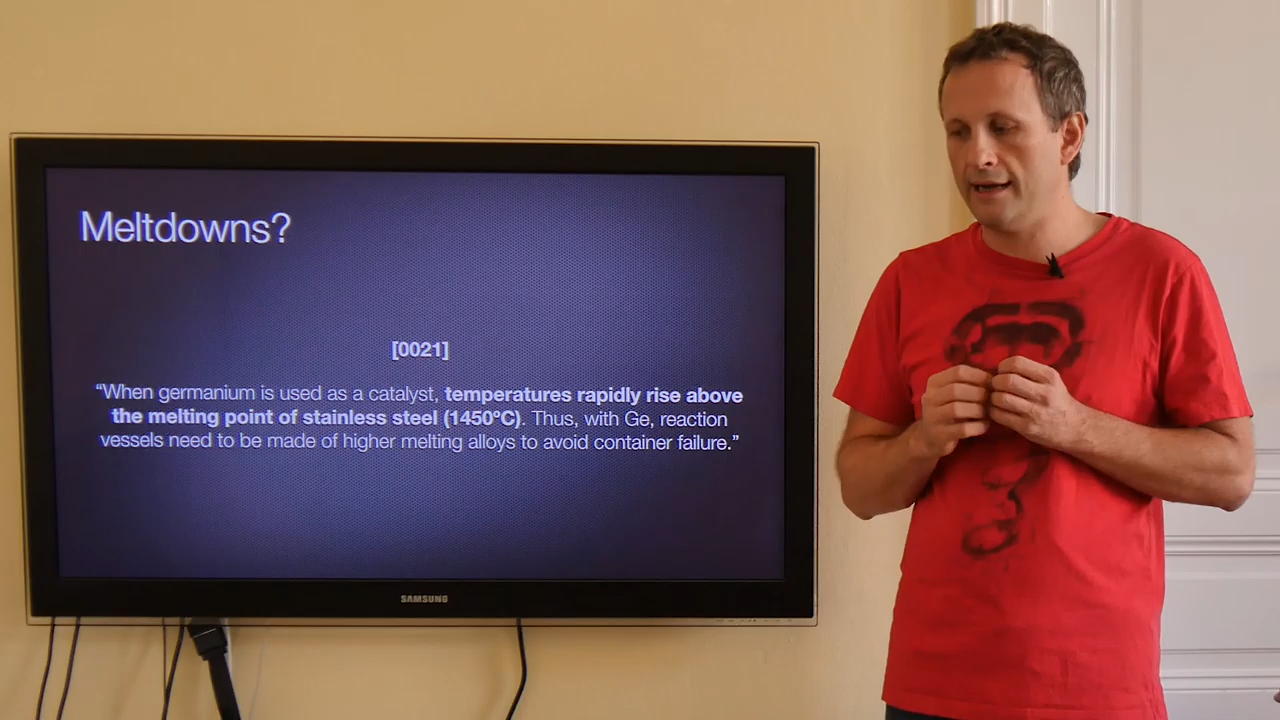 Meltdowns?
[0021]
“When germanium is used as a catalyst, temperatures rapidly rise above
the melting point of stainless steel (1450ºC). Thus, with Ge, reaction
vessels need to be made of higher melting alloys to avoid container failure.”
SAMSUNG